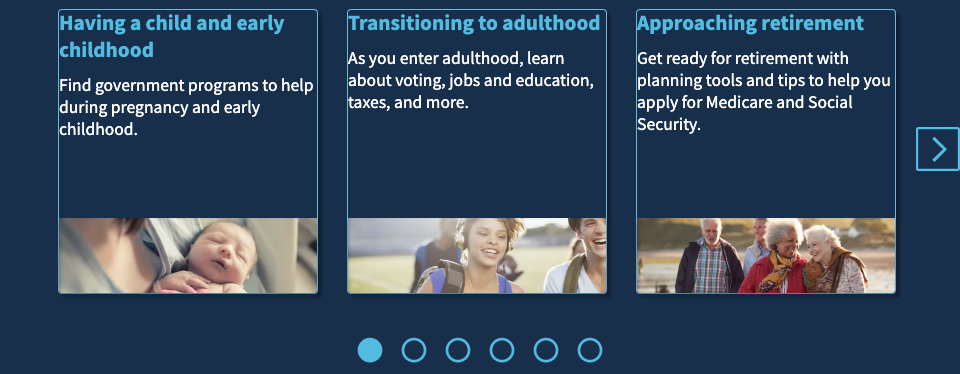 Having a child and early
childhood
Find government programs to help
during pregnancy and early
childhood.
Transitioning to adulthood
As you enter adulthood, learn
about voting, jobs and education,
taxes, and more.
Approaching retirement
Get ready for retirement with
planning tools and tips to help you
apply for Medicare and Social
Security.